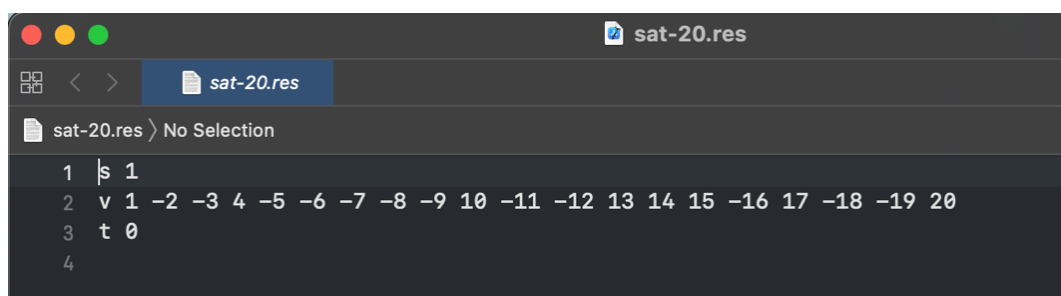 sat-20.res
sat-20.res
sat-20.res 〉 No Selection
1 s 1
2 v 1 -2 -3 4 -5 -6 -7 -8 -9 10 -11 -12 13 14 15 -16 17 -18 -19 20
3 t 0
4